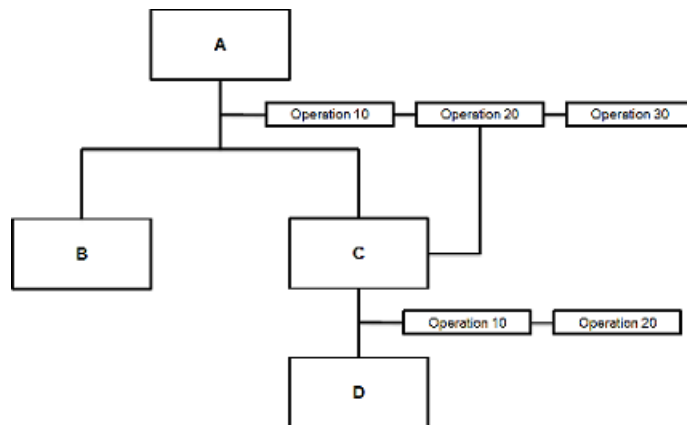 A
Operation 10
Operation 20
Operation 30
B
C
Operation 10
Operation 20
D